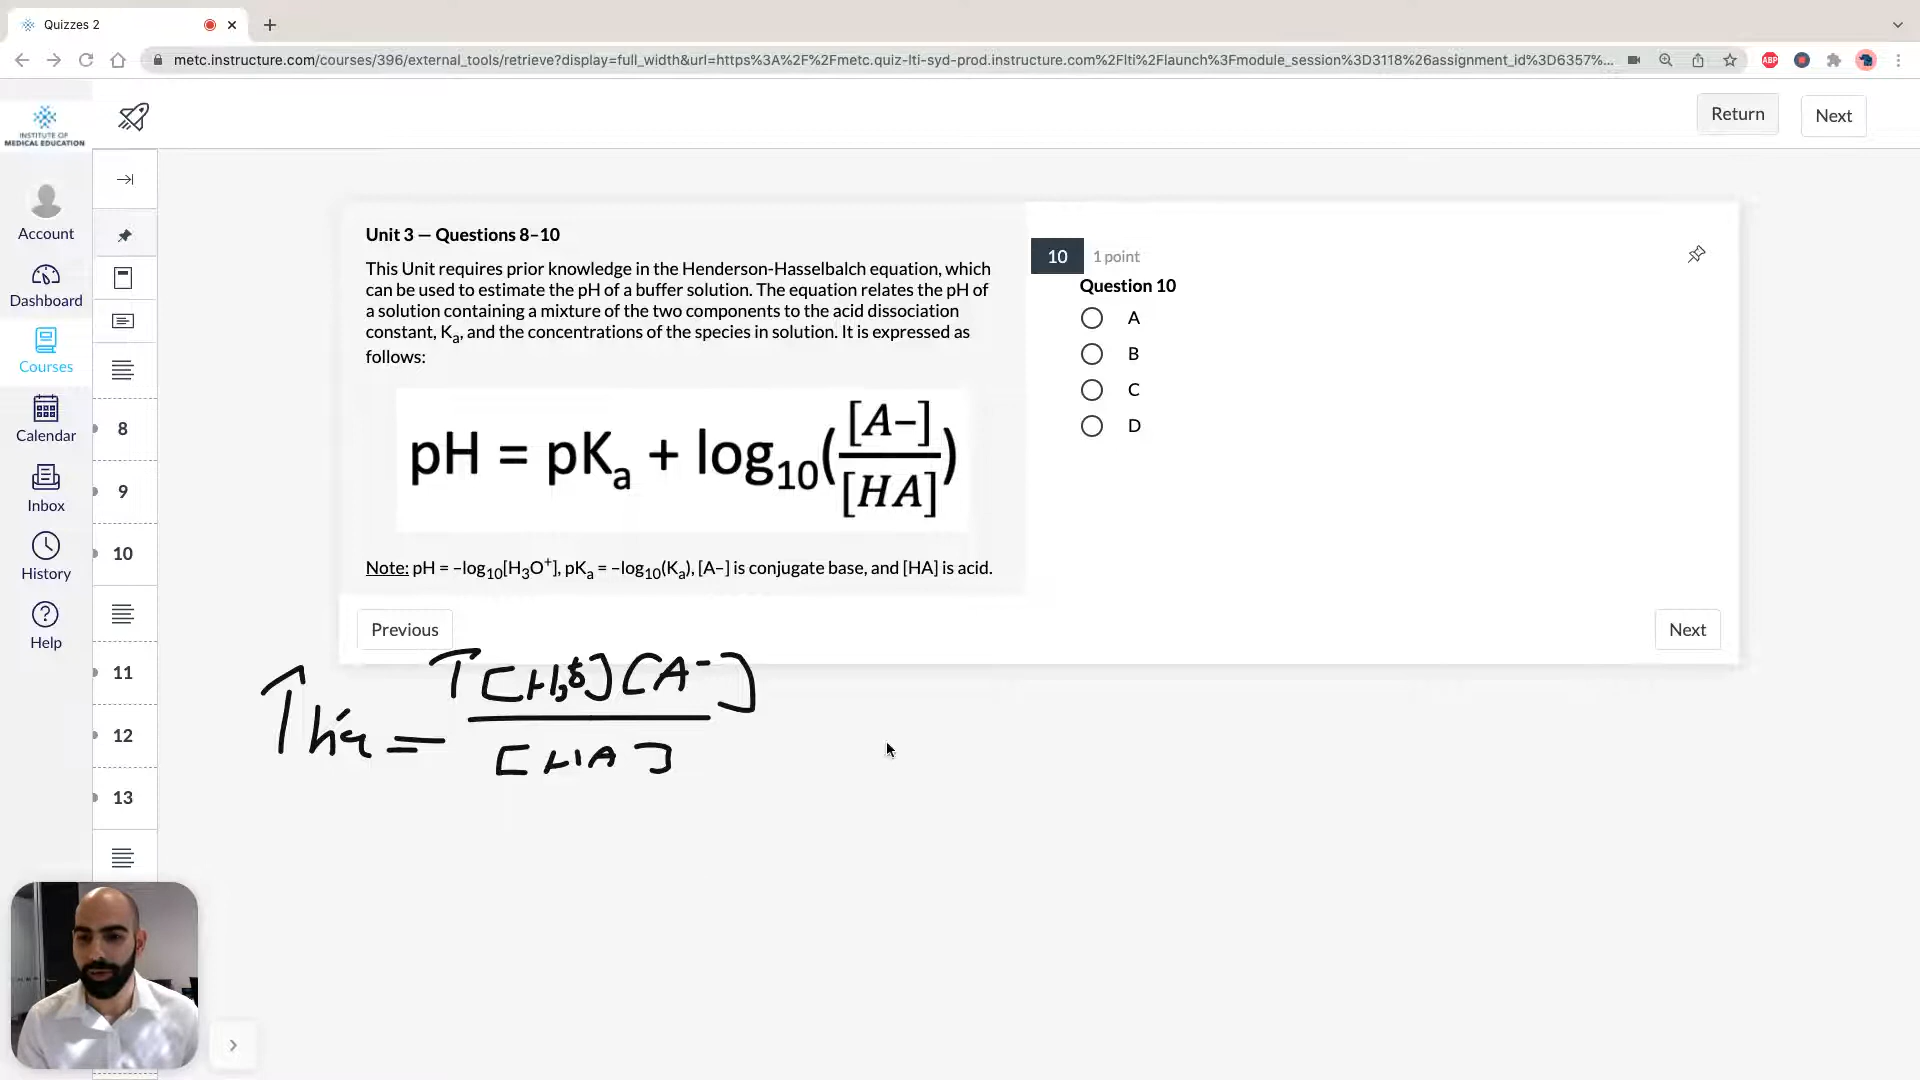 Quizzes 2
metc.instructure.com/courses/396/external_tools/retrieve?display=full_width&url=https%3A%2F%2Fmetc.quiz-lti-syd-prod.instructure.com%2Flti%2Flaunch%3Fmodule_session%3D3118%26assignment_id%3D6357%...
ABP
INSTITUTE OF
MEDICAL EDUCATION
Return
Next
Account
Dashboard
Courses
Calendar
Inbox
History
Help
8
9
10
11
12
13
Unit 3 — Questions 8–10
This Unit requires prior knowledge in the Henderson-Hasselbalch equation, which
can be used to estimate the pH of a buffer solution. The equation relates the pH of
a solution containing a mixture of the two components to the acid dissociation
constant, Kₐ, and the concentrations of the species in solution. It is expressed as
follows:
pH = pKₐ + log₁₀([A−]/[HA])
Note: pH = −log₁₀[H₃O⁺], pKₐ = −log₁₀(Kₐ), [A−] is conjugate base, and [HA] is acid.
10
1 point
Question 10
A
B
C
D
Previous
Next
[A⁻]
[HA]